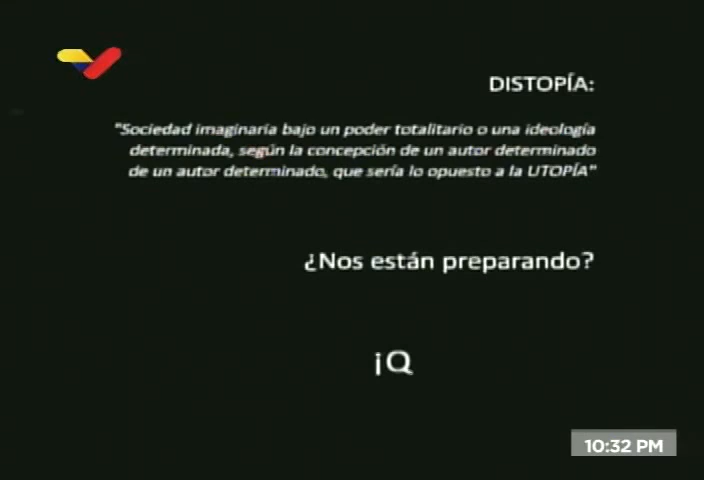 DISTOPÍA:
"Sociedad imaginaria bajo un poder totalitario o una ideología
determinada, según la concepción de un autor determinado
de un autor determinado, que sería lo opuesto a la UTOPÍA"
¿Nos están preparando?
¡Q
10:32 PM